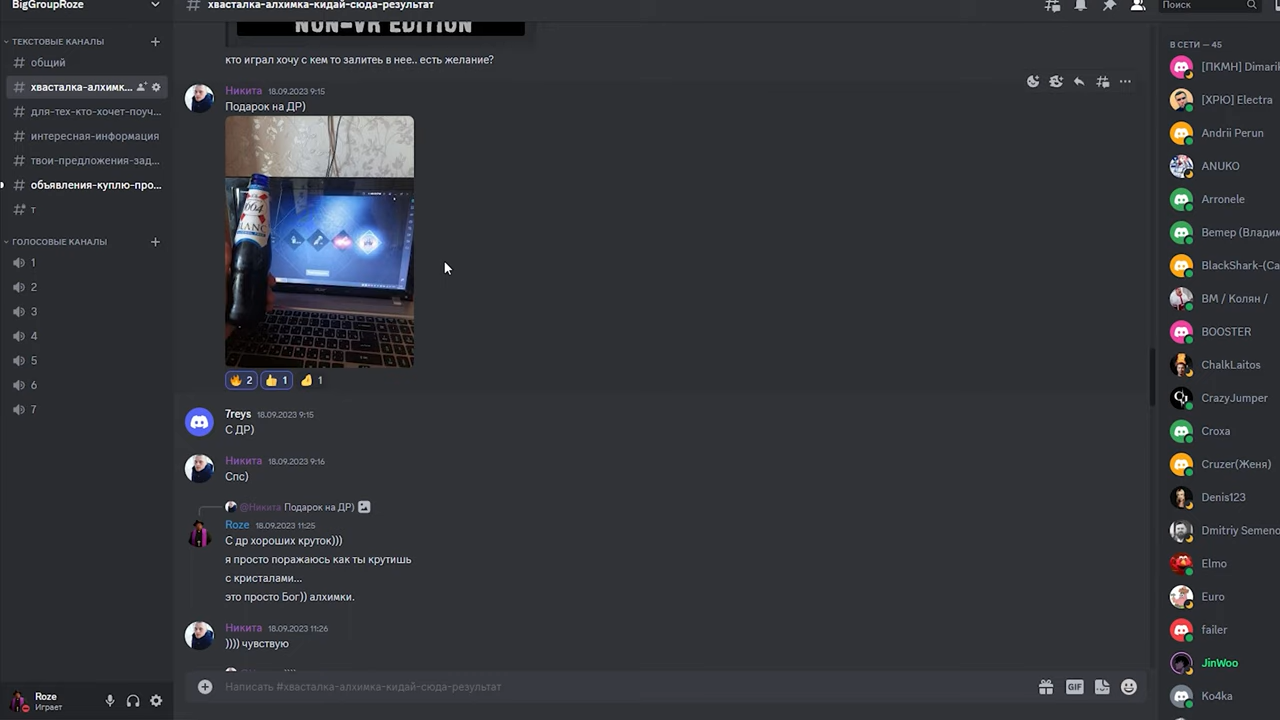 BigGroupRoze
хвасталка-алхимка-кидай-сюда-результат
Поиск
NON-VR EDITION
кто играл хочу с кем то залитеь в нее.. есть желание?
ТЕКСТОВЫЕ КАНАЛЫ
общий
хвасталка-алхимк...
для-тех-кто-хочет-поуч...
интересная-информация
твои-предложения-зад...
объявления-куплю-про...
т
ГОЛОСОВЫЕ КАНАЛЫ
1
2
3
4
5
6
7
Никита 18.09.2023 9:15
Подарок на ДР)
2 1 1
7reys 18.09.2023 9:15
С ДР)
Никита 18.09.2023 9:16
Спс)
@Никита Подарок на ДР)
Roze 18.09.2023 11:25
С др хороших круток)))
я просто поражаюсь как ты крутишь
с кристалами...
это просто Бог)) алхимки.
Никита 18.09.2023 11:26
)))) чувствую
Написать #хвасталка-алхимка-кидай-сюда-результат
GIF
Roze
Играет
В СЕТИ — 45
[ПКМН] Dimarik
[ХРЮ] Electra
Andrii Perun
ANUKO
Arronele
Вемер (Владим
BlackShark-(Са
ВМ / Колян /
BOOSTER
ChalkLaitos
CrazyJumper
Croxa
Cruzer(Женя)
Denis123
Dmitriy Semeno
Elmo
Euro
failer
JinWoo
Ko4ka